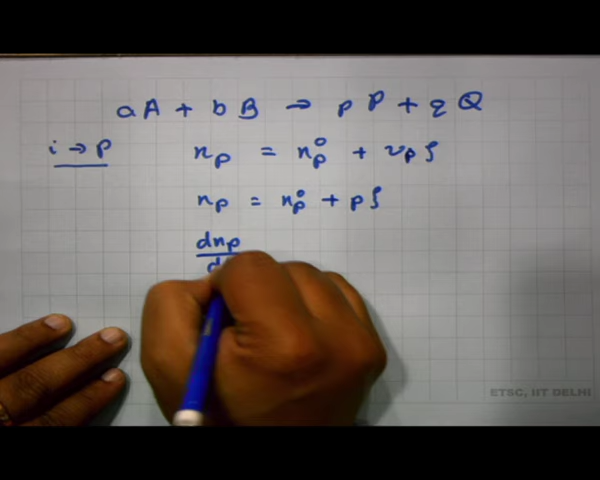 aA + bB → pP + qQ
i → P
n_P = n_P^o + ν_P ξ
n_P = n_P^o + p ξ
dn_P
d
ETSC, IIT DELHI